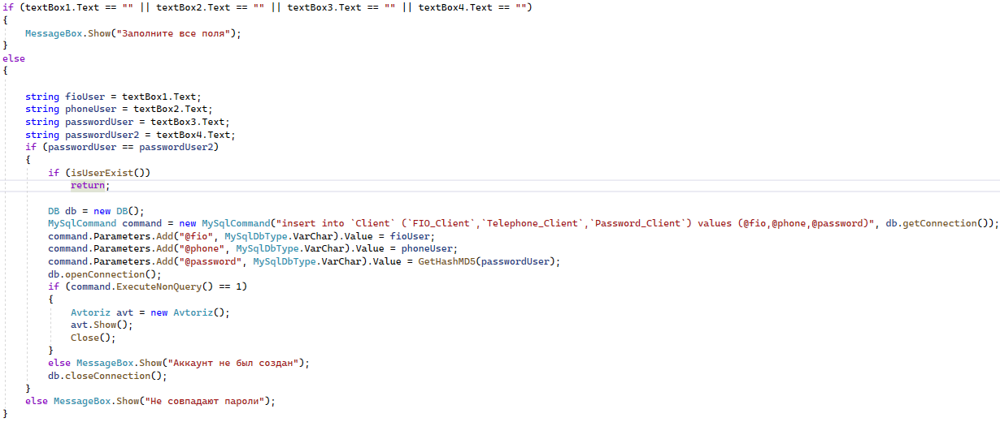 if (textBox1.Text == "" || textBox2.Text == "" || textBox3.Text == "" || textBox4.Text == "")
{
MessageBox.Show("Заполните все поля");
}
else
{
string fioUser = textBox1.Text;
string phoneUser = textBox2.Text;
string passwordUser = textBox3.Text;
string passwordUser2 = textBox4.Text;
if (passwordUser == passwordUser2)
{
if (isUserExist())
return;
DB db = new DB();
MySqlCommand command = new MySqlCommand("insert into `Client` (`FIO_Client`,`Telephone_Client`,`Password_Client`) values (@fio,@phone,@password)", db.getConnection());
command.Parameters.Add("@fio", MySqlDbType.VarChar).Value = fioUser;
command.Parameters.Add("@phone", MySqlDbType.VarChar).Value = phoneUser;
command.Parameters.Add("@password", MySqlDbType.VarChar).Value = GetHashMD5(passwordUser);
db.openConnection();
if (command.ExecuteNonQuery() == 1)
{
Avtoriz avt = new Avtoriz();
avt.Show();
Close();
}
else MessageBox.Show("Аккаунт не был создан");
db.closeConnection();
}
else MessageBox.Show("Не совпадают пароли");
}